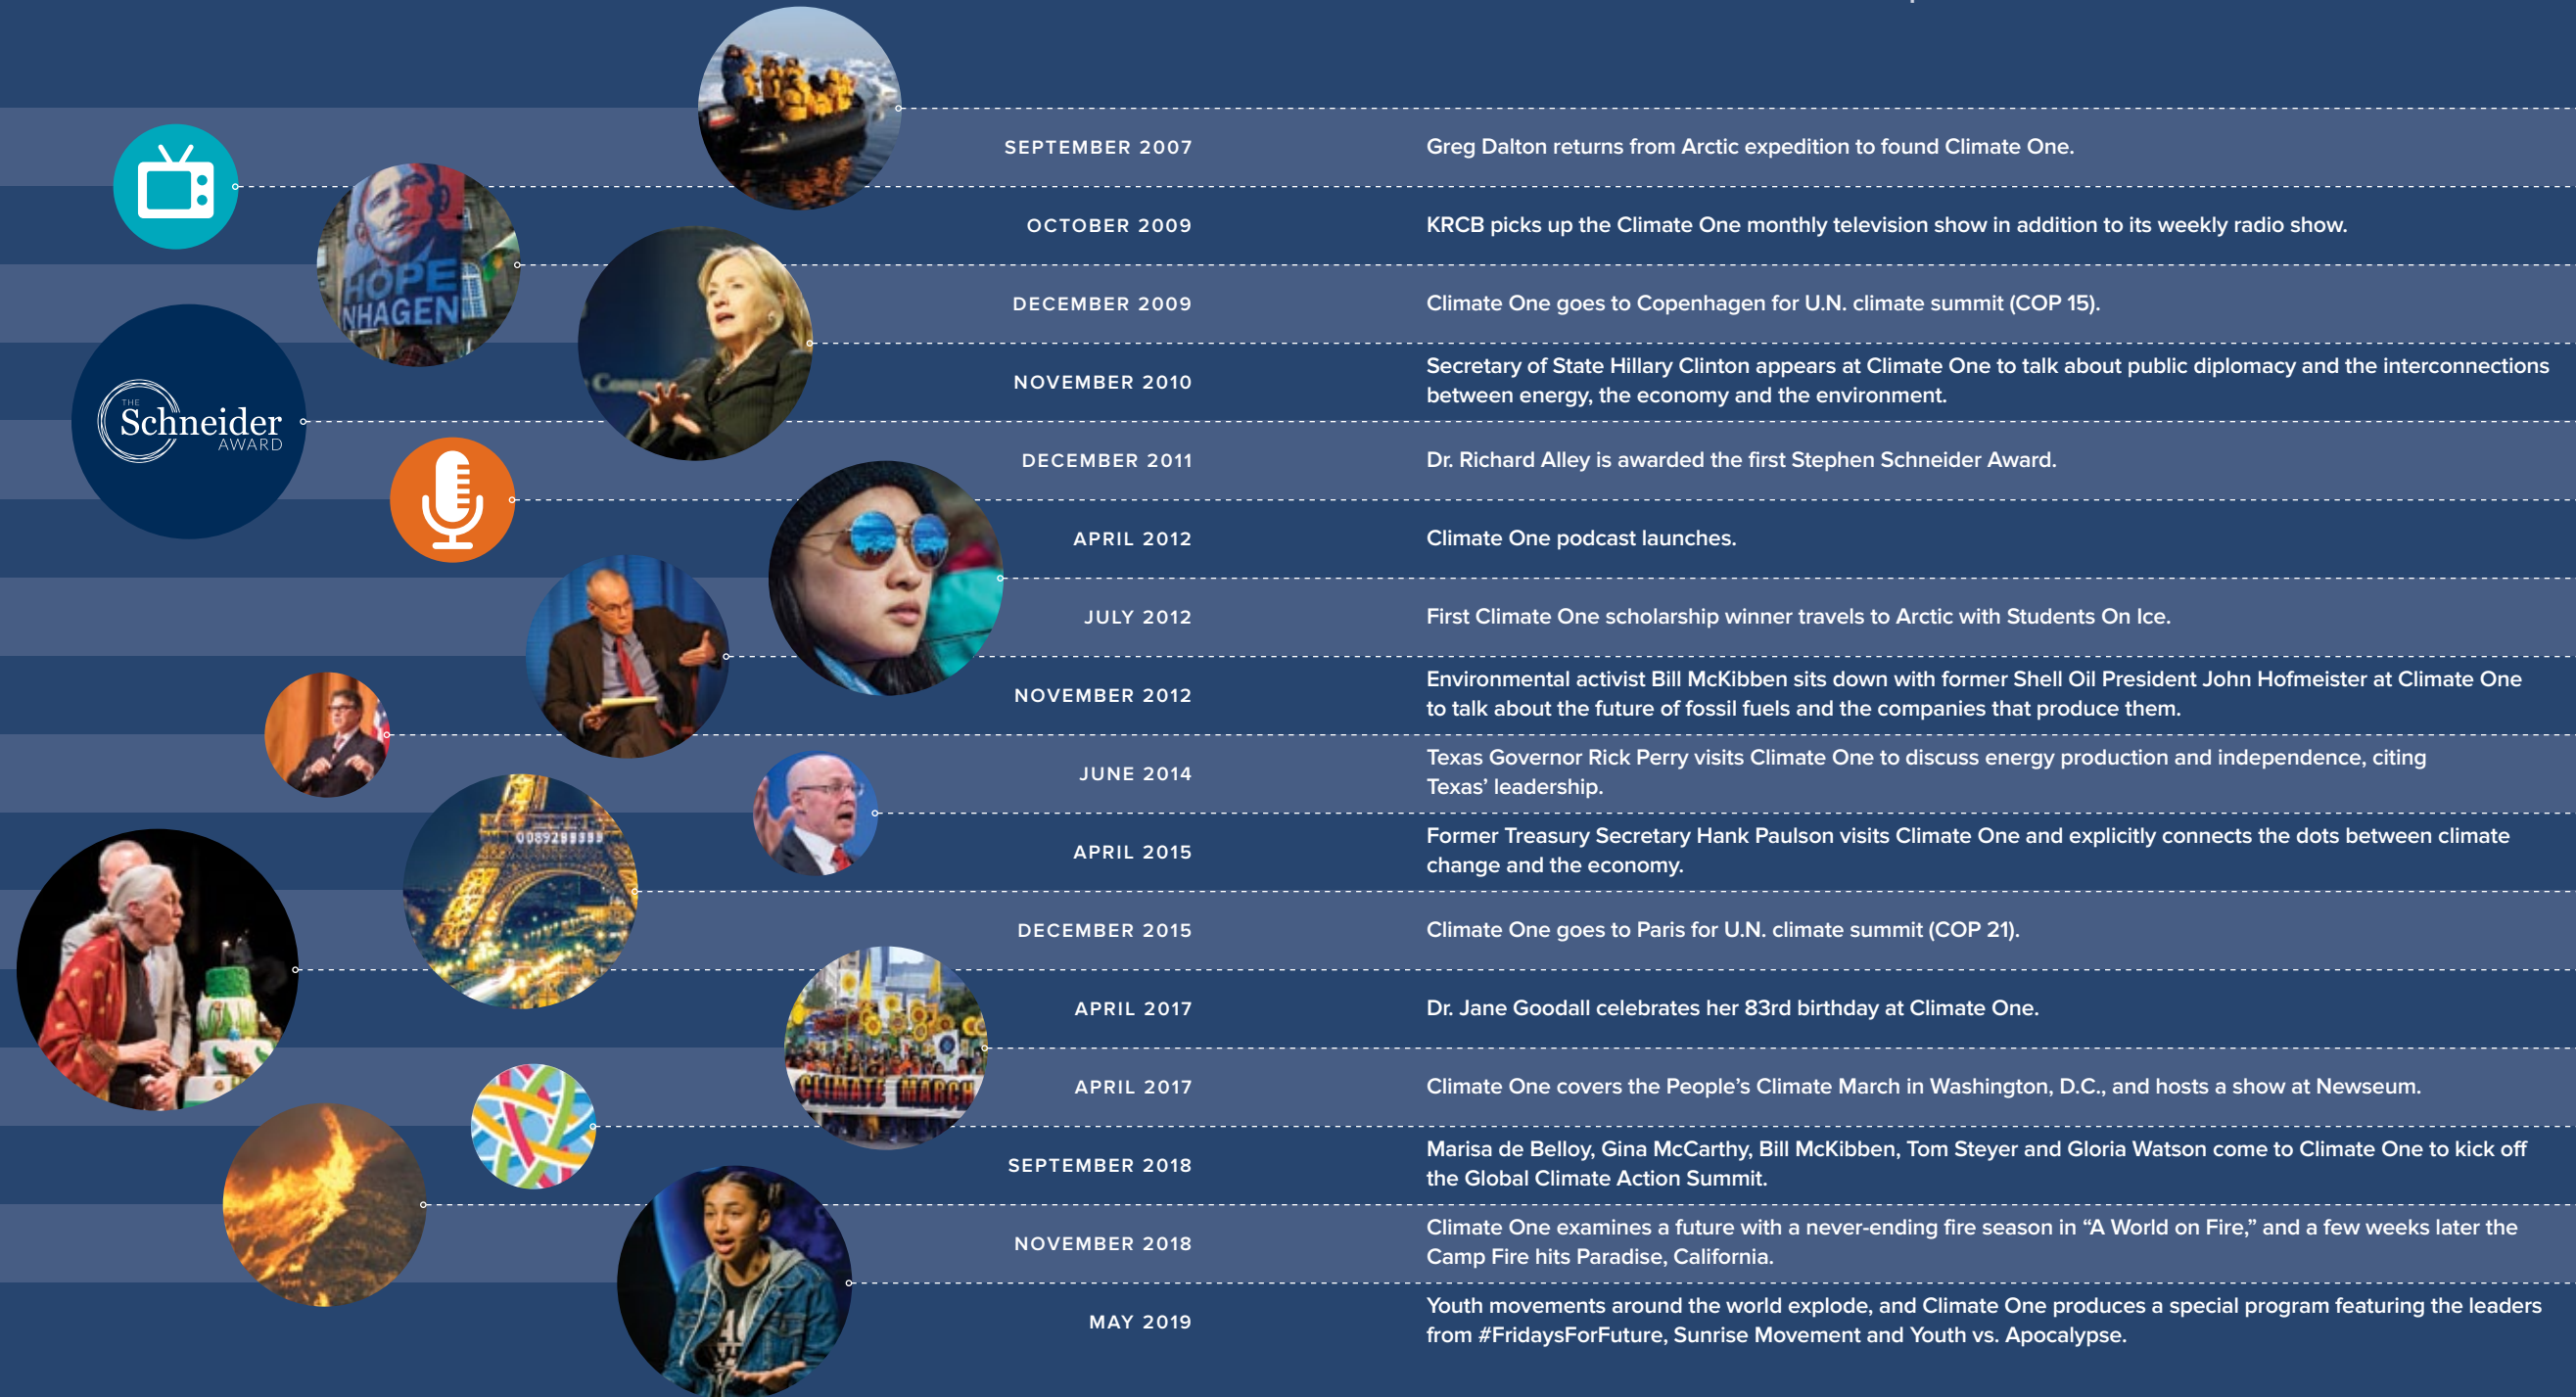 SEPTEMBER 2007
Greg Dalton returns from Arctic expedition to found Climate One.
OCTOBER 2009
KRCB picks up the Climate One monthly television show in addition to its weekly radio show.
HOPE
NHAGEN
DECEMBER 2009
Climate One goes to Copenhagen for U.N. climate summit (COP 15).
NOVEMBER 2010
Secretary of State Hillary Clinton appears at Climate One to talk about public diplomacy and the interconnections
between energy, the economy and the environment.
THE
Schneider
AWARD
DECEMBER 2011
Dr. Richard Alley is awarded the first Stephen Schneider Award.
APRIL 2012
Climate One podcast launches.
JULY 2012
First Climate One scholarship winner travels to Arctic with Students On Ice.
NOVEMBER 2012
Environmental activist Bill McKibben sits down with former Shell Oil President John Hofmeister at Climate One
to talk about the future of fossil fuels and the companies that produce them.
JUNE 2014
Texas Governor Rick Perry visits Climate One to discuss energy production and independence, citing
Texas’ leadership.
APRIL 2015
Former Treasury Secretary Hank Paulson visits Climate One and explicitly connects the dots between climate
change and the economy.
DECEMBER 2015
Climate One goes to Paris for U.N. climate summit (COP 21).
APRIL 2017
Dr. Jane Goodall celebrates her 83rd birthday at Climate One.
CLIMATE MARCH
APRIL 2017
Climate One covers the People’s Climate March in Washington, D.C., and hosts a show at Newseum.
SEPTEMBER 2018
Marisa de Belloy, Gina McCarthy, Bill McKibben, Tom Steyer and Gloria Watson come to Climate One to kick off
the Global Climate Action Summit.
NOVEMBER 2018
Climate One examines a future with a never-ending fire season in “A World on Fire,” and a few weeks later the
Camp Fire hits Paradise, California.
MAY 2019
Youth movements around the world explode, and Climate One produces a special program featuring the leaders
from #FridaysForFuture, Sunrise Movement and Youth vs. Apocalypse.